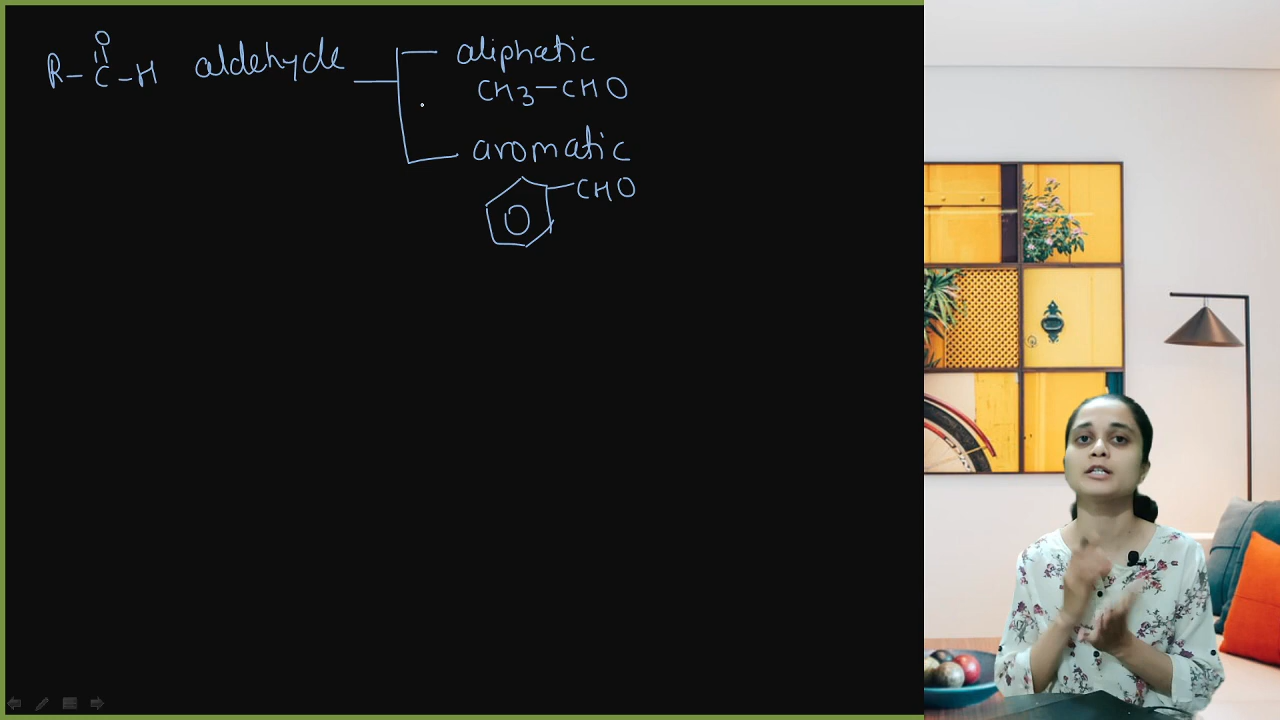 O
R-C-H aldehyde
aliphatic
CH3-CHO
aromatic
CHO